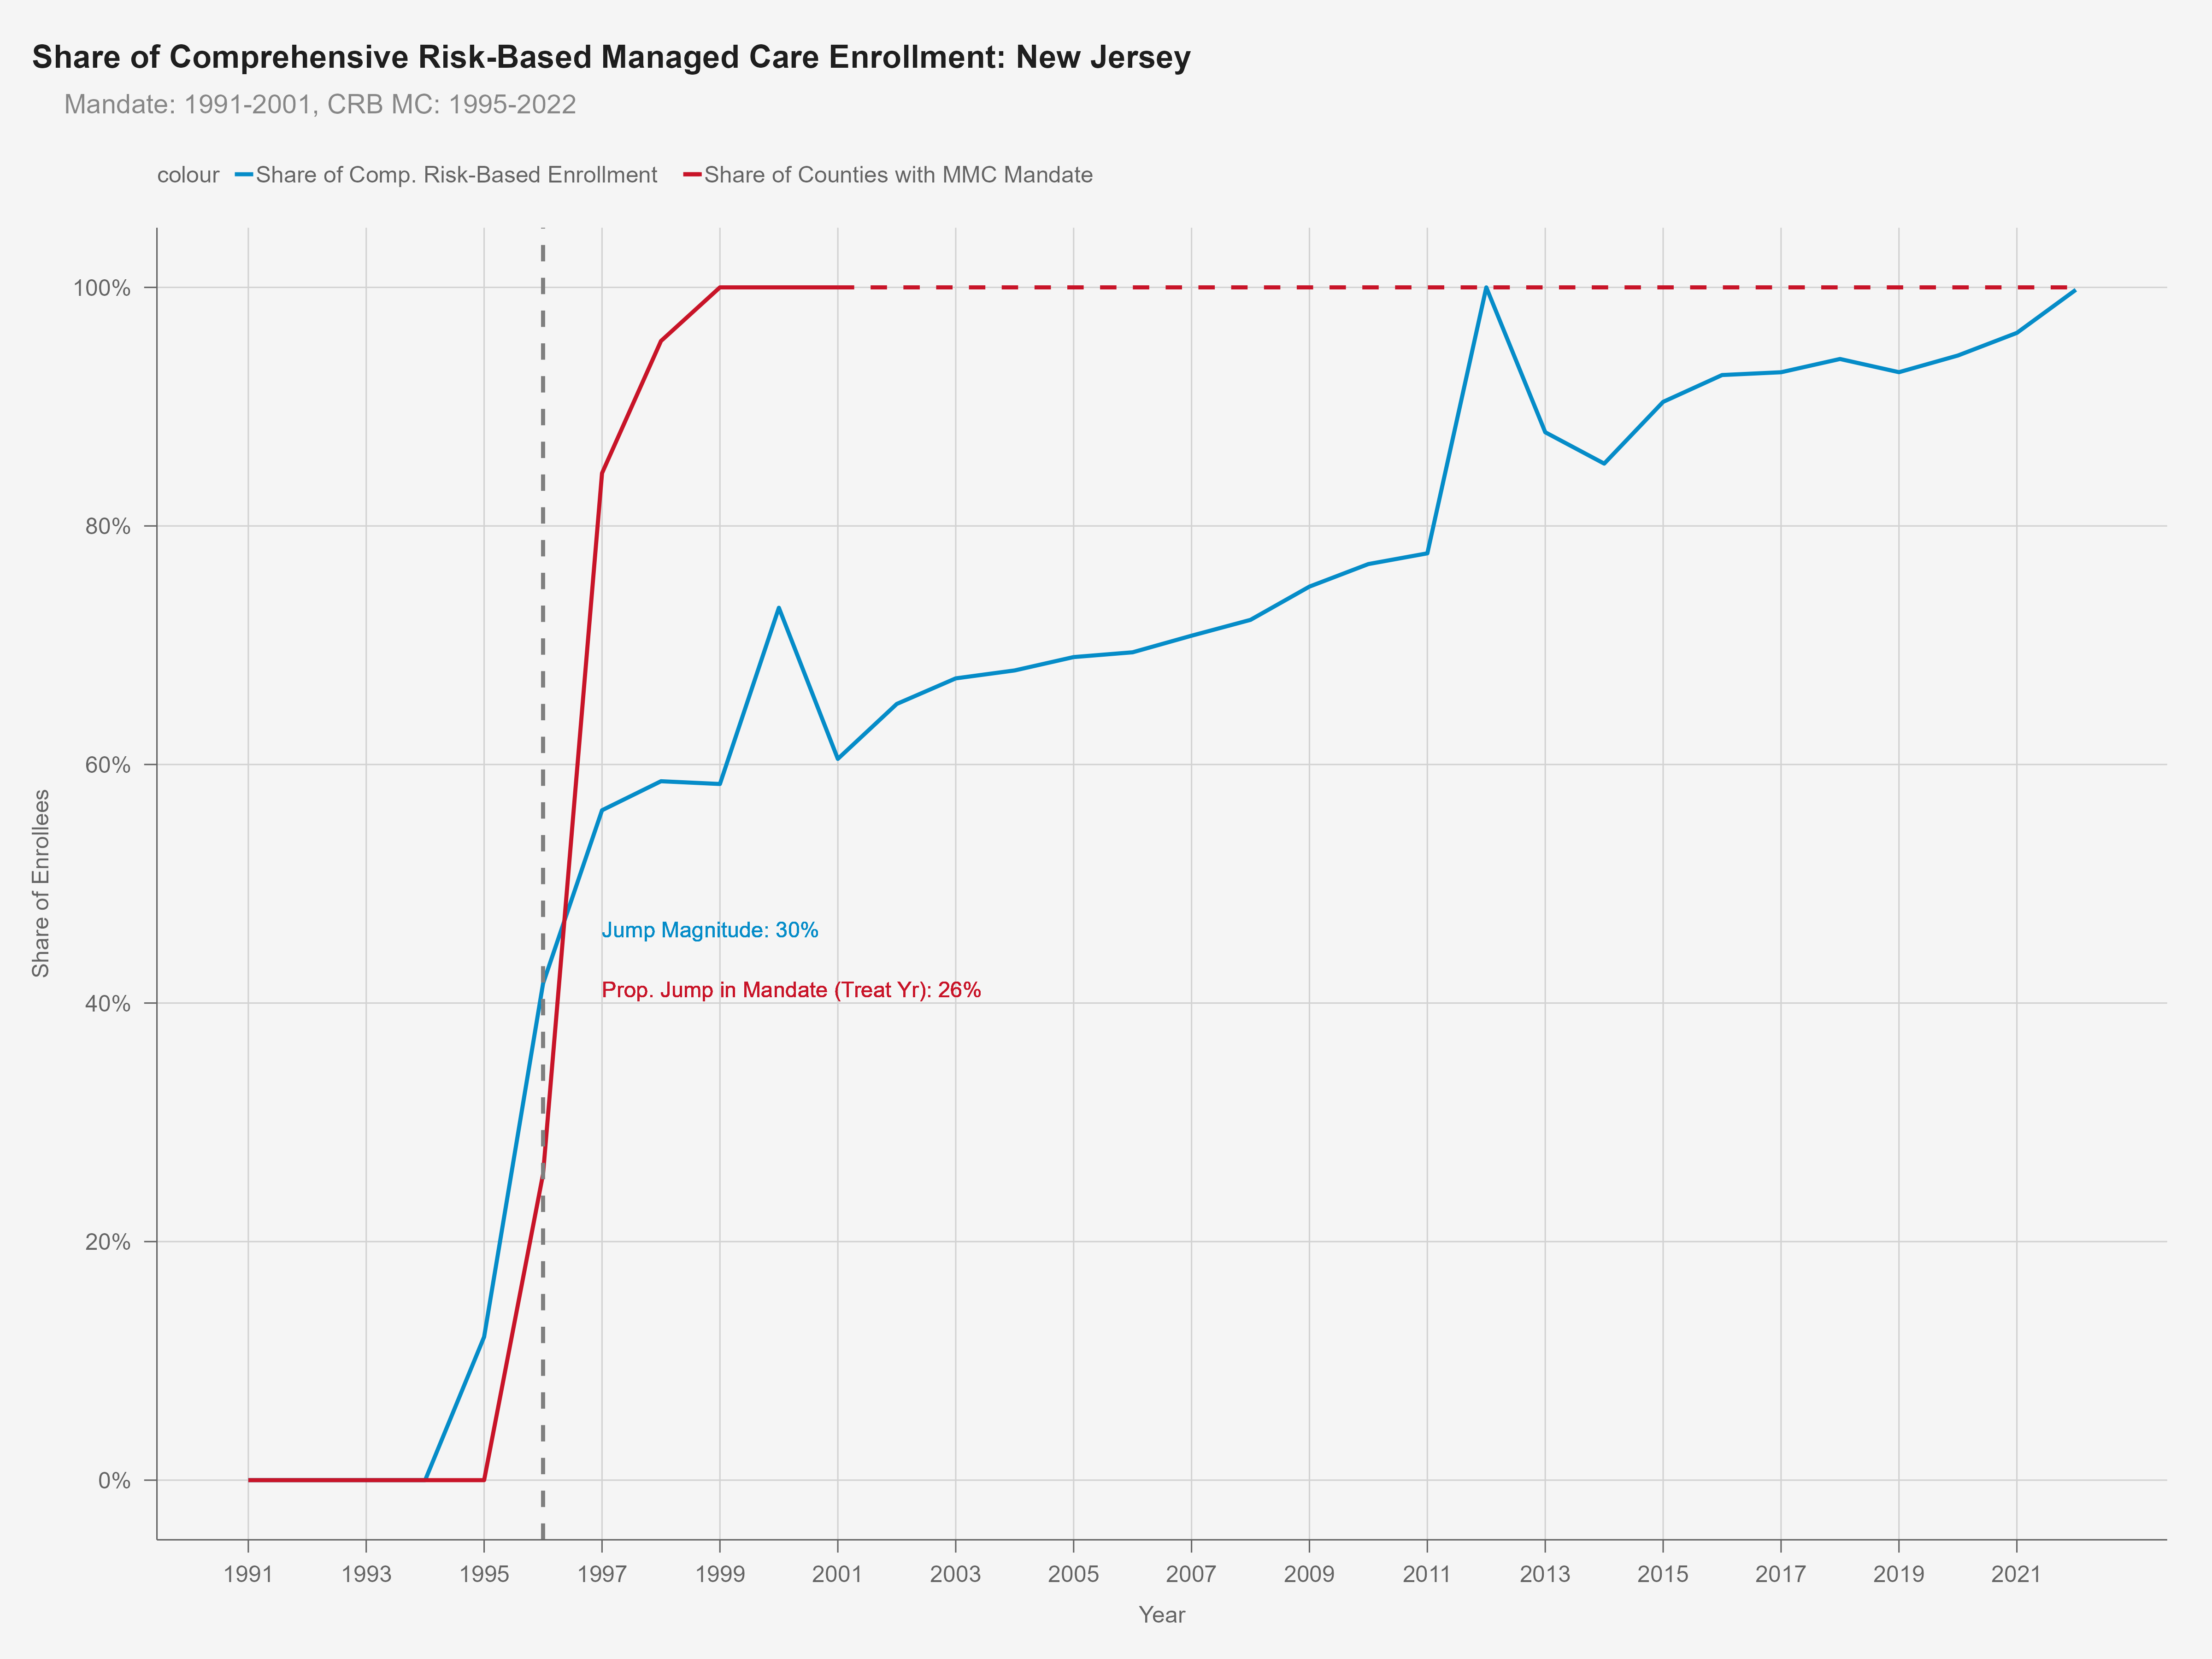 Share of Comprehensive Risk-Based Managed Care Enrollment: New Jersey
Mandate: 1991-2001, CRB MC: 1995-2022
colour Share of Comp. Risk-Based Enrollment Share of Counties with MMC Mandate
100%
80%
60%
40%
20%
0%
Share of Enrollees
Jump Magnitude: 30%
Prop. Jump in Mandate (Treat Yr): 26%
1991 1993 1995 1997 1999 2001 2003 2005 2007 2009 2011 2013 2015 2017 2019 2021
Year